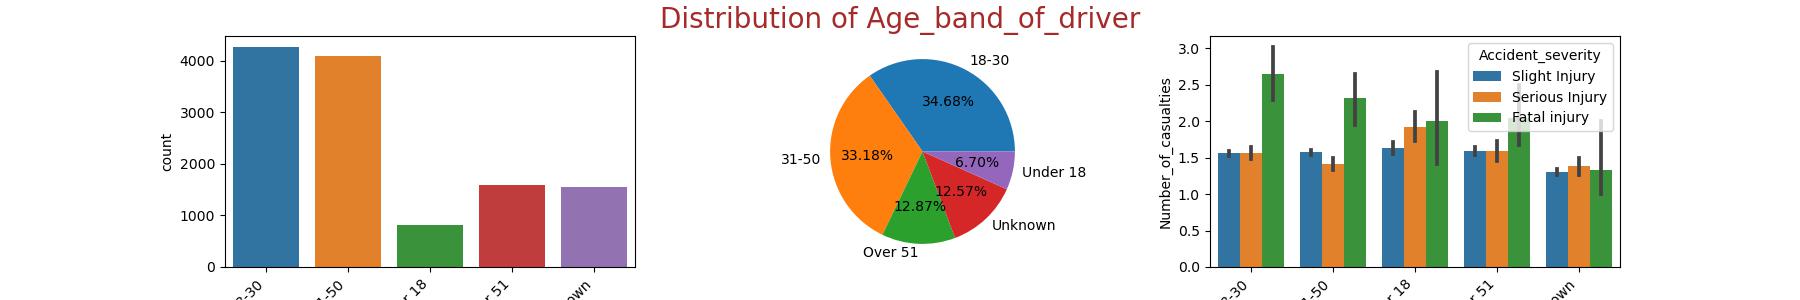 Distribution of Age_band_of_driver
4000
3000
2000
1000
0
count
18-30
34.68%
31-50
33.18%
6.70%
Under 18
12.57%
12.87%
Unknown
Over 51
3.0
2.5
2.0
1.5
1.0
0.5
0.0
Number_of_casualties
Accident_severity
Slight Injury
Serious Injury
Fatal injury